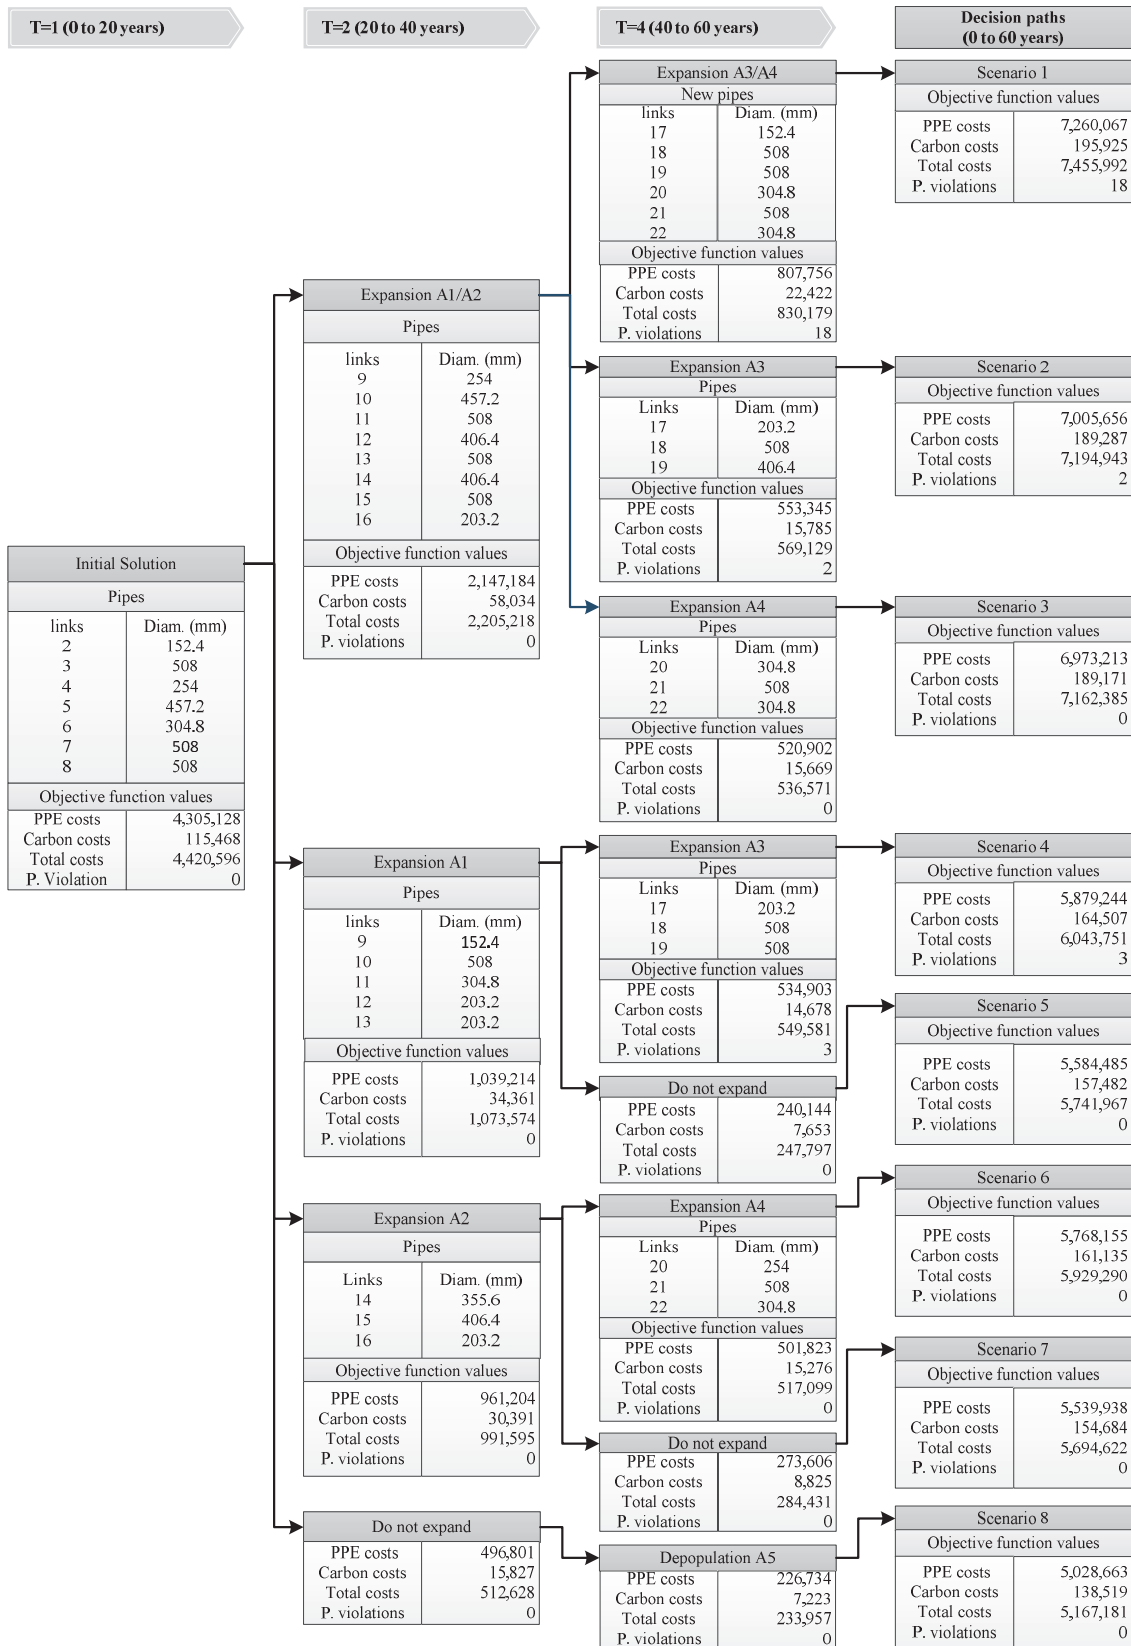 T=1 (0 to 20 years)
T=2 (20 to 40 years)
T=4 (40 to 60 years)
Decision paths
(0 to 60 years)
Initial Solution
Pipes
links Diam. (mm)
2 152.4
3 508
4 254
5 457.2
6 304.8
7 508
8 508
Objective function values
PPE costs 4,305,128
Carbon costs 115,468
Total costs 4,420,596
P. Violation 0
Expansion A1/A2
Pipes
links Diam. (mm)
9 254
10 457.2
11 508
12 406.4
13 508
14 406.4
15 508
16 203.2
Objective function values
PPE costs 2,147,184
Carbon costs 58,034
Total costs 2,205,218
P. violations 0
Expansion A1
Pipes
links Diam. (mm)
9 152.4
10 508
11 304.8
12 203.2
13 203.2
Objective function values
PPE costs 1,039,214
Carbon costs 34,361
Total costs 1,073,574
P. violations 0
Expansion A2
Pipes
Links Diam. (mm)
14 355.6
15 406.4
16 203.2
Objective function values
PPE costs 961,204
Carbon costs 30,391
Total costs 991,595
P. violations 0
Do not expand
PPE costs 496,801
Carbon costs 15,827
Total costs 512,628
P. violations 0
Expansion A3/A4
New pipes
links Diam. (mm)
17 152.4
18 508
19 508
20 304.8
21 508
22 304.8
Objective function values
PPE costs 807,756
Carbon costs 22,422
Total costs 830,179
P. violations 18
Expansion A3
Pipes
Links Diam. (mm)
17 203.2
18 508
19 406.4
Objective function values
PPE costs 553,345
Carbon costs 15,785
Total costs 569,129
P. violations 2
Expansion A4
Pipes
Links Diam. (mm)
20 304.8
21 508
22 304.8
Objective function values
PPE costs 520,902
Carbon costs 15,669
Total costs 536,571
P. violations 0
Expansion A3
Pipes
Links Diam. (mm)
17 203.2
18 508
19 508
Objective function values
PPE costs 534,903
Carbon costs 14,678
Total costs 549,581
P. violations 3
Do not expand
PPE costs 240,144
Carbon costs 7,653
Total costs 247,797
P. violations 0
Expansion A4
Pipes
Links Diam. (mm)
20 254
21 508
22 304.8
Objective function values
PPE costs 501,823
Carbon costs 15,276
Total costs 517,099
P. violations 0
Do not expand
PPE costs 273,606
Carbon costs 8,825
Total costs 284,431
P. violations 0
Depopulation A5
PPE costs 226,734
Carbon costs 7,223
Total costs 233,957
P. violations 0
Scenario 1
Objective function values
PPE costs 7,260,067
Carbon costs 195,925
Total costs 7,455,992
P. violations 18
Scenario 2
Objective function values
PPE costs 7,005,656
Carbon costs 189,287
Total costs 7,194,943
P. violations 2
Scenario 3
Objective function values
PPE costs 6,973,213
Carbon costs 189,171
Total costs 7,162,385
P. violations 0
Scenario 4
Objective function values
PPE costs 5,879,244
Carbon costs 164,507
Total costs 6,043,751
P. violations 3
Scenario 5
Objective function values
PPE costs 5,584,485
Carbon costs 157,482
Total costs 5,741,967
P. violations 0
Scenario 6
Objective function values
PPE costs 5,768,155
Carbon costs 161,135
Total costs 5,929,290
P. violations 0
Scenario 7
Objective function values
PPE costs 5,539,938
Carbon costs 154,684
Total costs 5,694,622
P. violations 0
Scenario 8
Objective function values
PPE costs 5,028,663
Carbon costs 138,519
Total costs 5,167,181
P. violations 0